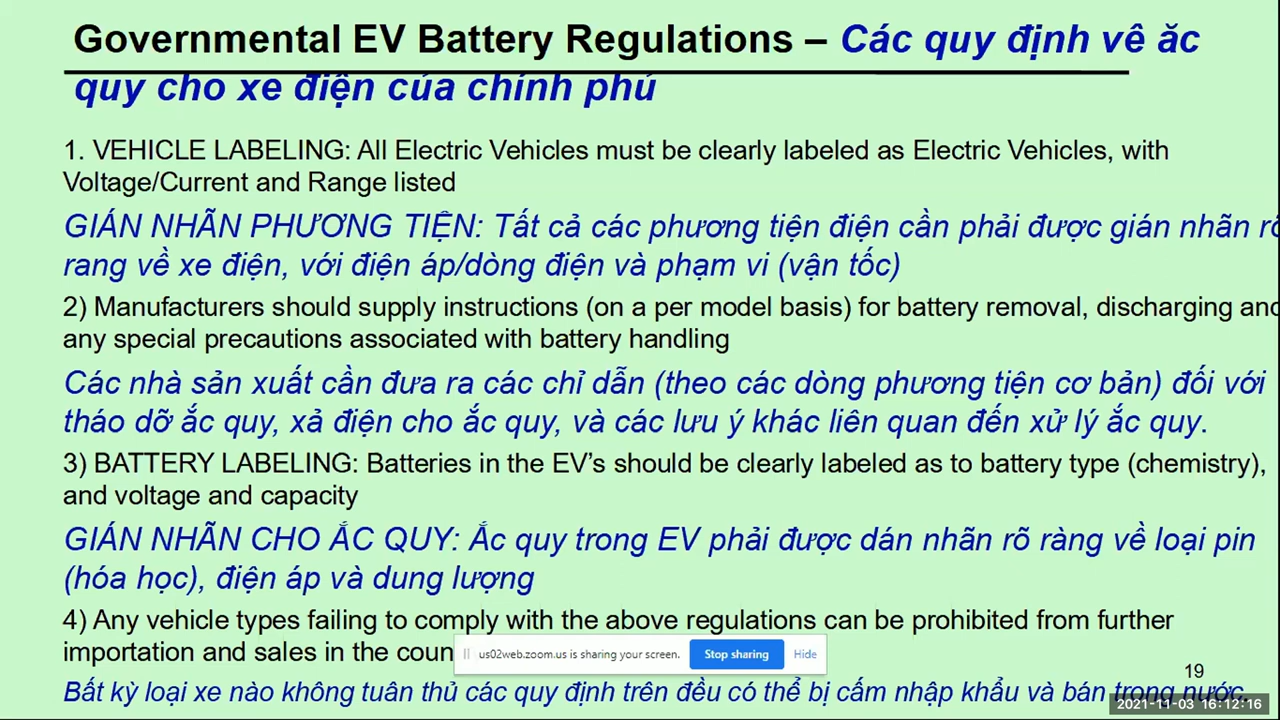 Governmental EV Battery Regulations – Các quy định về ắc
quy cho xe điện của chính phủ
1. VEHICLE LABELING: All Electric Vehicles must be clearly labeled as Electric Vehicles, with
Voltage/Current and Range listed
GIÁN NHÃN PHƯƠNG TIỆN: Tất cả các phương tiện điện cần phải được gián nhãn
rang về xe điện, với điện áp/dòng điện và phạm vi (vận tốc)
2) Manufacturers should supply instructions (on a per model basis) for battery removal, discharging and
any special precautions associated with battery handling
Các nhà sản xuất cần đưa ra các chỉ dẫn (theo các dòng phương tiện cơ bản) đối với
tháo dỡ ắc quy, xả điện cho ắc quy, và các lưu ý khác liên quan đến xử lý ắc quy.
3) BATTERY LABELING: Batteries in the EV's should be clearly labeled as to battery type (chemistry),
and voltage and capacity
GIÁN NHÃN CHO ẮC QUY: Ắc quy trong EV phải được dán nhãn rõ ràng về loại pin
(hóa học), điện áp và dung lượng
4) Any vehicle types failing to comply with the above regulations can be prohibited from further
importation and sales in the coun
us02web.zoom.us is sharing your screen. Stop sharing Hide
19
Bất kỳ loại xe nào không tuân thủ các quy định trên đều có thể bị cấm nhập khẩu và bán trong nước.
2021-11-03 16:12:16